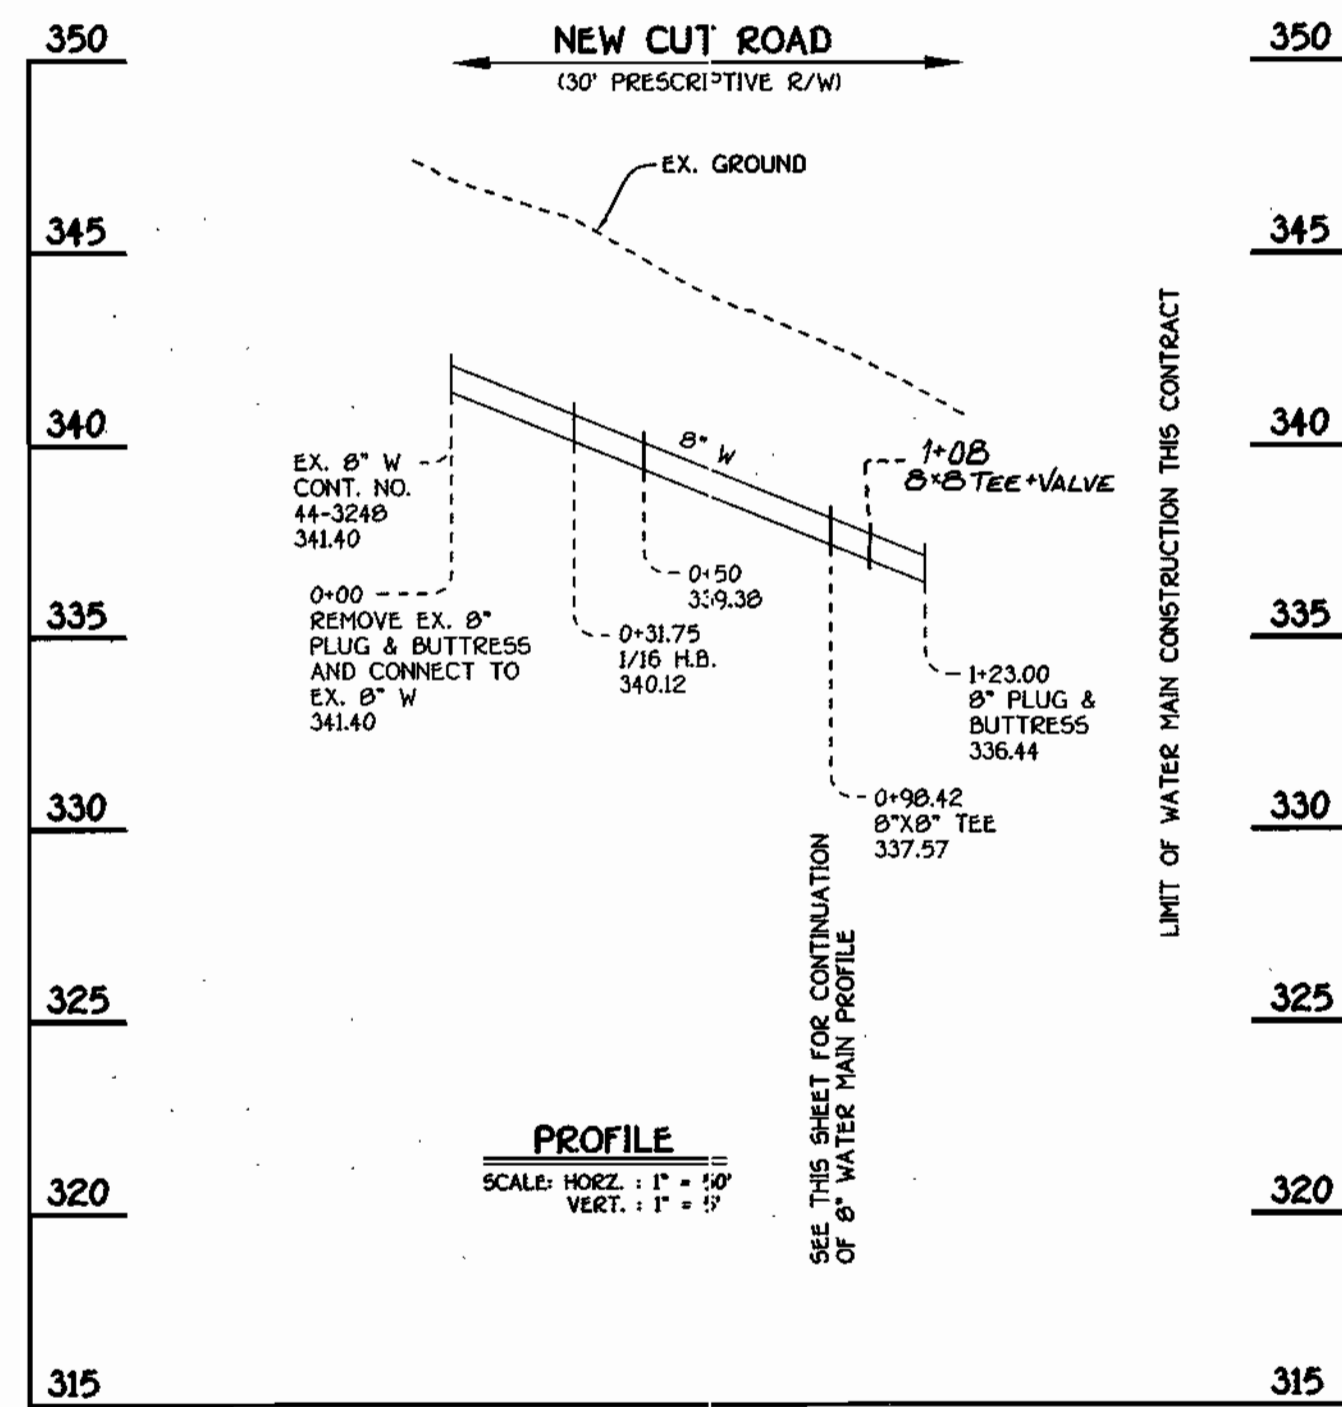 NEW CUT ROAD
(30' PRESCRIPTIVE R/W)
350
350
EX. GROUND
345
345
340
340
8" W
1+08
8x8 TEE+VALVE
EX. 8" W
CONT. NO.
44-3248
341.40
0+00
REMOVE EX. 8"
PLUG & BUTTRESS
AND CONNECT TO
EX. 8" W
341.40
0+50
339.38
0+31.75
1/16 H.B.
340.12
335
335
1+23.00
8" PLUG &
BUTTRESS
336.44
0+98.42
8"X8" TEE
337.57
330
330
LIMIT OF WATER MAIN CONSTRUCTION THIS CONTRACT
SEE THIS SHEET FOR CONTINUATION
OF 8" WATER MAIN PROFILE
325
325
PROFILE
SCALE: HORZ. : 1" = 50'
VERT. : 1" = 5'
320
320
315
315